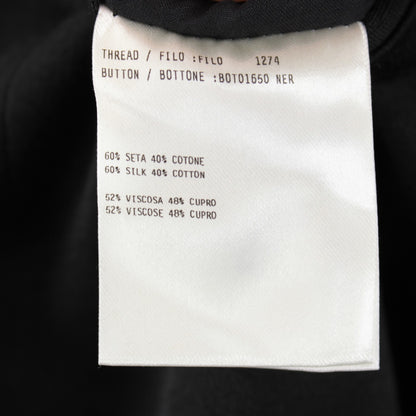 THREAD / FILO :FILO 1274
BUTTON / BOTTONE :BOTO1650 NER
60% SETA 40% COTONE
60% SILK 40% COTTON
52% VISCOSA 48% CUPRO
52% VISCOSE 48% CUPRO